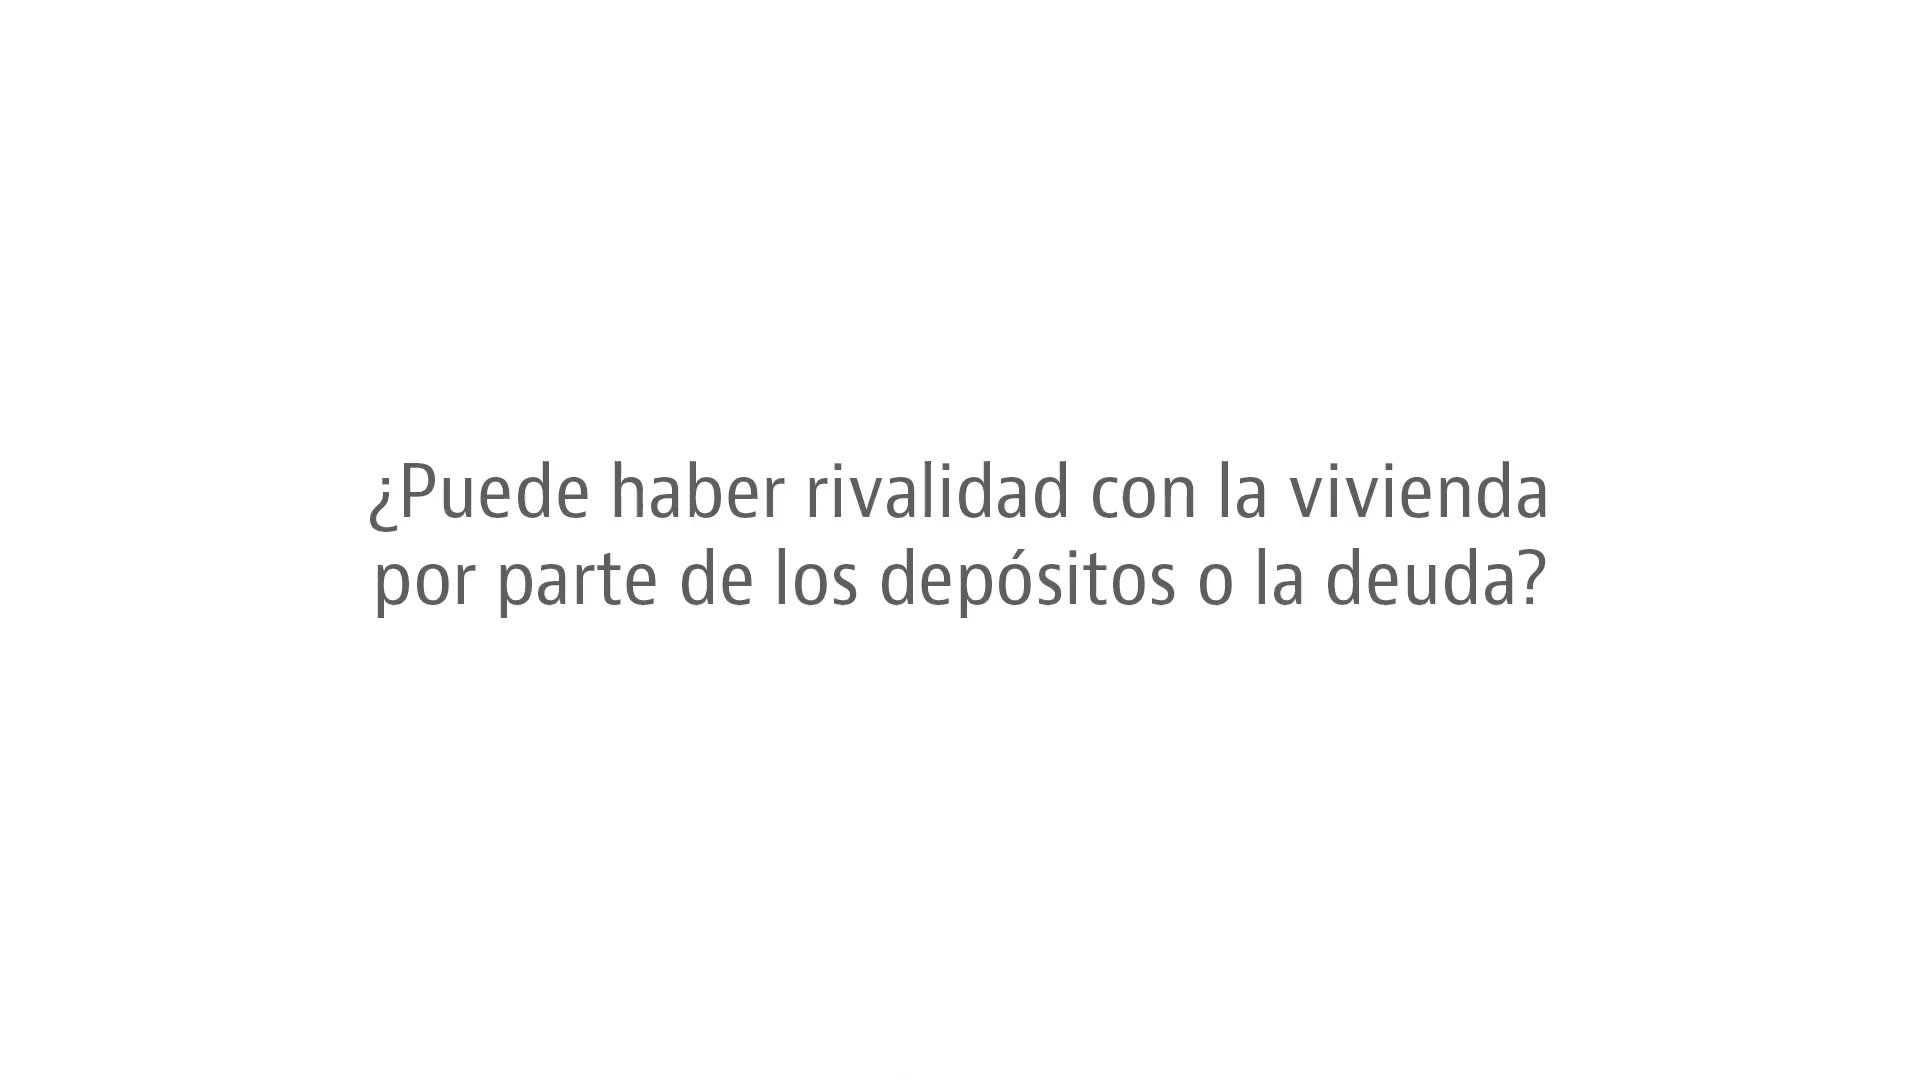 ¿Puede haber rivalidad con la vivienda
por parte de los depósitos o la deuda?